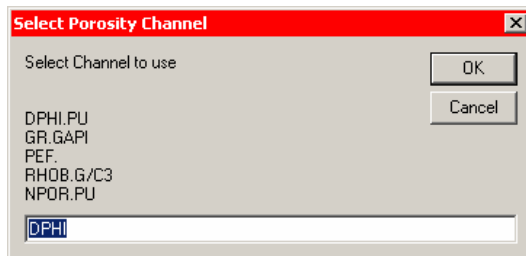 Select Porosity Channel
Select Channel to use
OK
Cancel
DPHI.PU
GR.GAPI
PEF.
RHOB.G/C3
NPOR.PU
DPHI